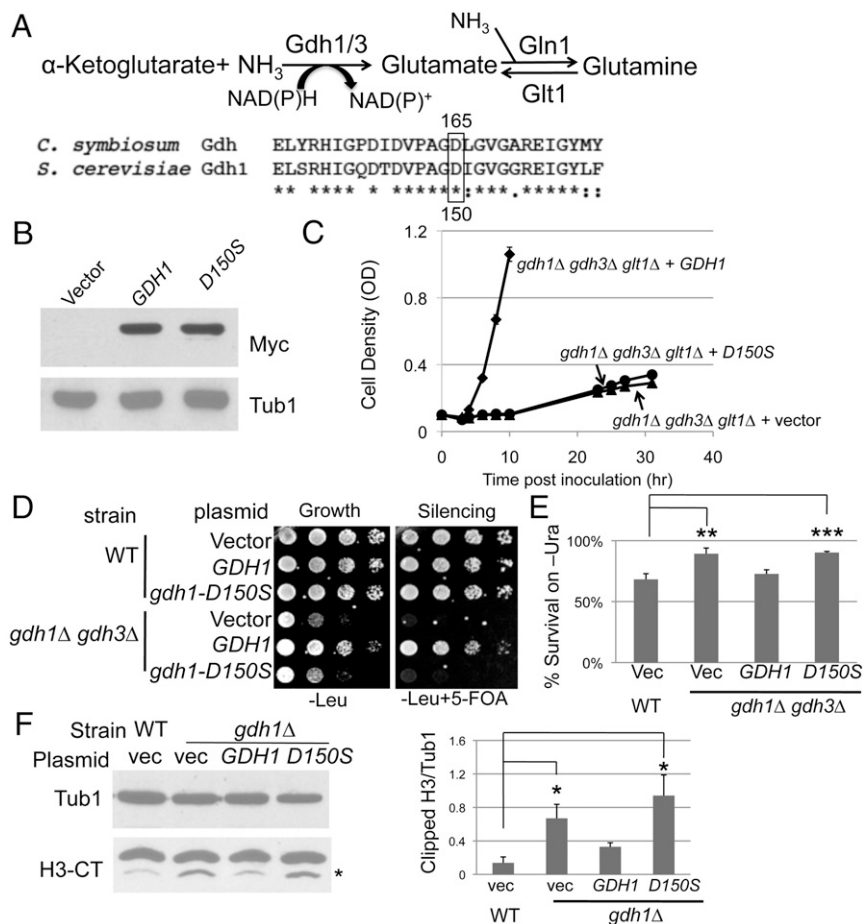 A
NH3
α-Ketoglutarate+ NH3 Gdh1/3 Glutamate Gln1 Glutamine
NAD(P)H NAD(P)+ Glt1
165
C. symbiosum Gdh ELYRHIGPDIDVPAGDLGVGAREIGYMY
S. cerevisiae Gdh1 ELSRHIGQDTDVPAGDIGVGGREIGYLF
** **** * ******:***.******::
150
B
Vector GDH1 D150S
Myc
Tub1
C
Cell Density (OD)
1.2
0.8
0.4
0
0 10 20 30 40
Time post inoculation (hr)
gdh1Δ gdh3Δ glt1Δ + GDH1
gdh1Δ gdh3Δ glt1Δ + D150S
gdh1Δ gdh3Δ glt1Δ + vector
D
strain plasmid Growth Silencing
WT Vector
GDH1
gdh1-D150S
gdh1Δ gdh3Δ Vector
GDH1
gdh1-D150S
-Leu -Leu+5-FOA
E
% Survival on –Ura
100%
50%
0%
** ***
Vec Vec GDH1 D150S
WT gdh1Δ gdh3Δ
F
Strain WT gdh1Δ
Plasmid vec vec GDH1 D150S
Tub1
H3-CT *
Clipped H3/Tub1
1.6
1.2
0.8
0.4
0
* *
vec vec GDH1 D150S
WT gdh1Δ